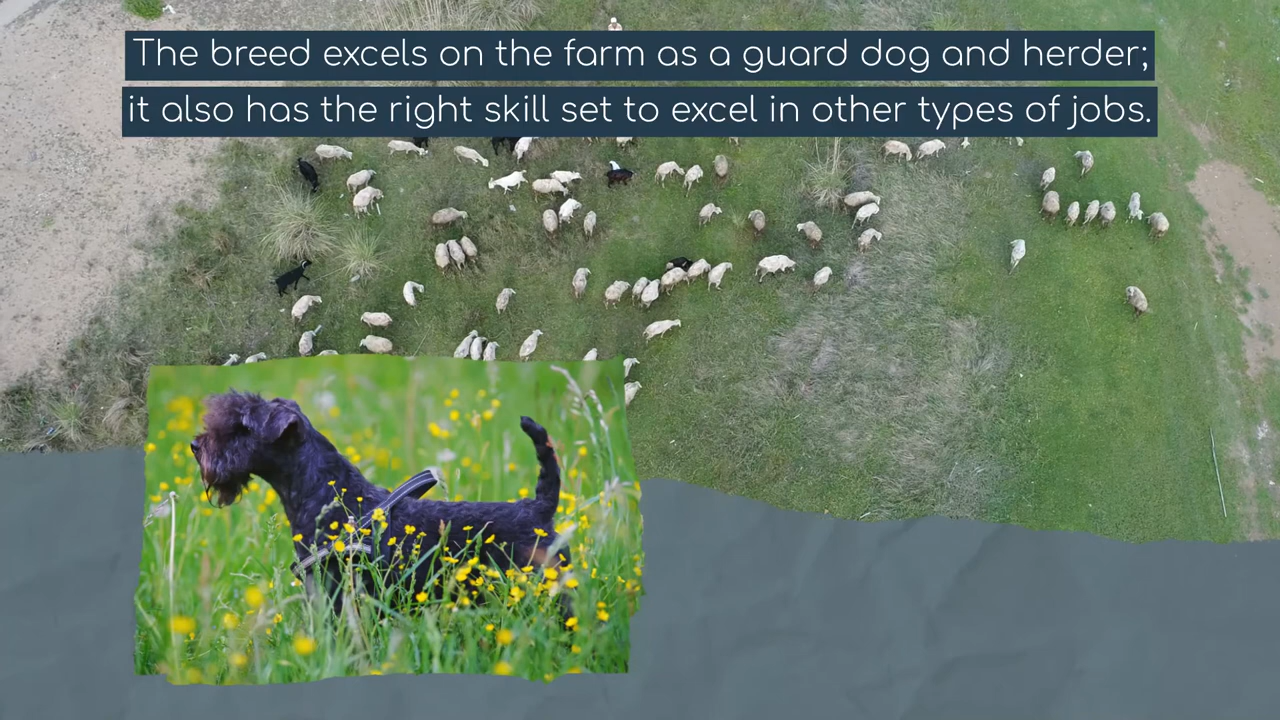 The breed excels on the farm as a guard dog and herder;
it also has the right skill set to excel in other types of jobs.